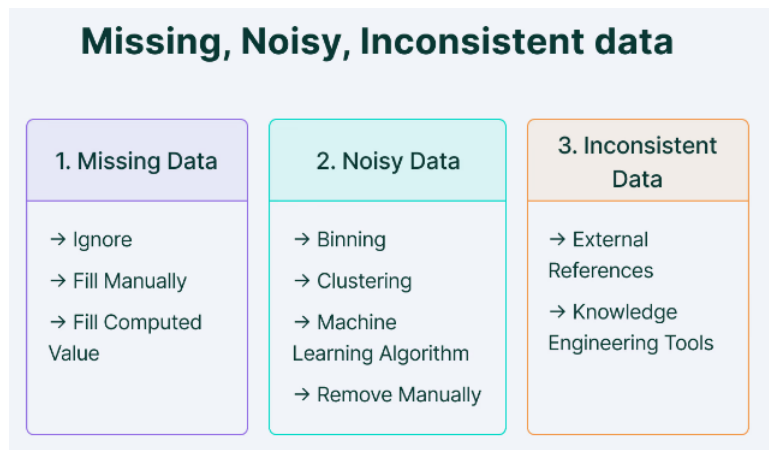 Missing, Noisy, Inconsistent data
1. Missing Data
→ Ignore
→ Fill Manually
→ Fill Computed
Value
2. Noisy Data
→ Binning
→ Clustering
→ Machine
Learning Algorithm
→ Remove Manually
3. Inconsistent
Data
→ External
References
→ Knowledge
Engineering Tools